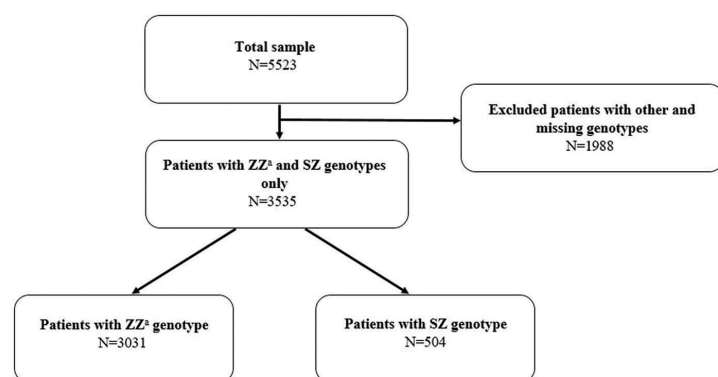 Total sample
N=5523
Excluded patients with other and
missing genotypes
N=1988
Patients with ZZᵃ and SZ genotypes
only
N=3535
Patients with ZZᵃ genotype
N=3031
Patients with SZ genotype
N=504